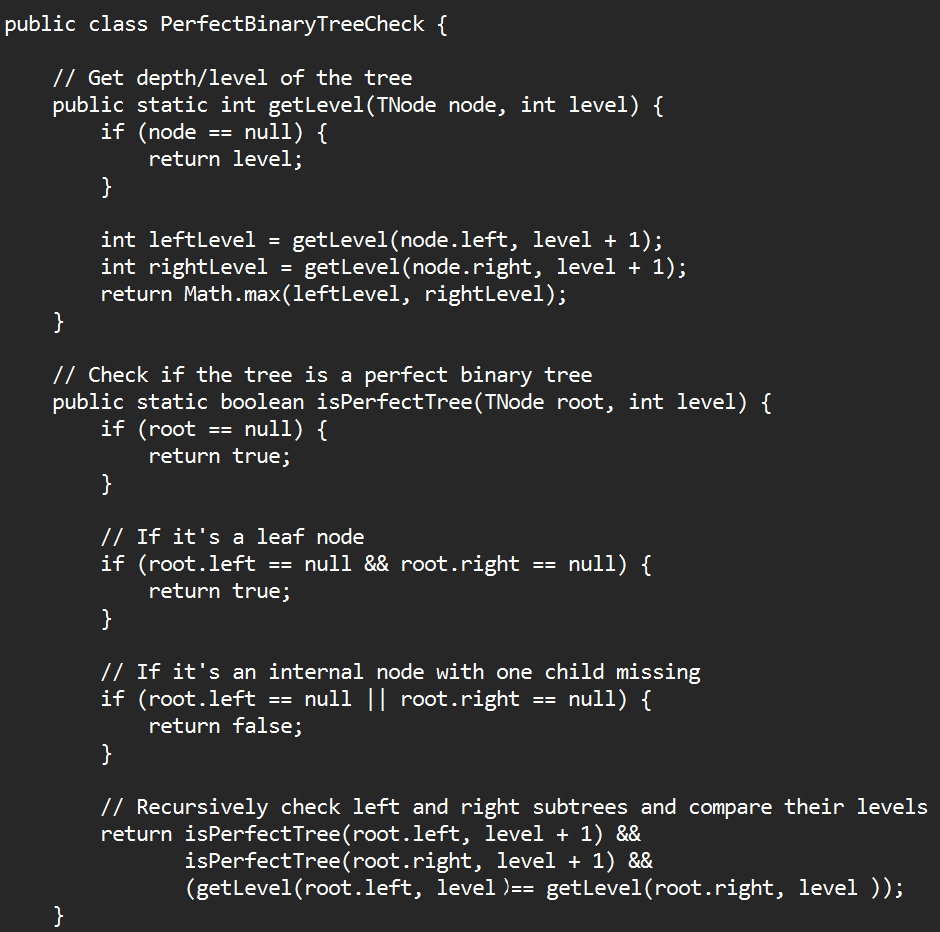 public class PerfectBinaryTreeCheck {
// Get depth/level of the tree
public static int getLevel(TNode node, int level) {
if (node == null) {
return level;
}
int leftLevel = getLevel(node.left, level + 1);
int rightLevel = getLevel(node.right, level + 1);
return Math.max(leftLevel, rightLevel);
}
// Check if the tree is a perfect binary tree
public static boolean isPerfectTree(TNode root, int level) {
if (root == null) {
return true;
}
// If it's a leaf node
if (root.left == null && root.right == null) {
return true;
}
// If it's an internal node with one child missing
if (root.left == null || root.right == null) {
return false;
}
// Recursively check left and right subtrees and compare their levels
return isPerfectTree(root.left, level + 1) &&
isPerfectTree(root.right, level + 1) &&
(getLevel(root.left, level )== getLevel(root.right, level ));
}